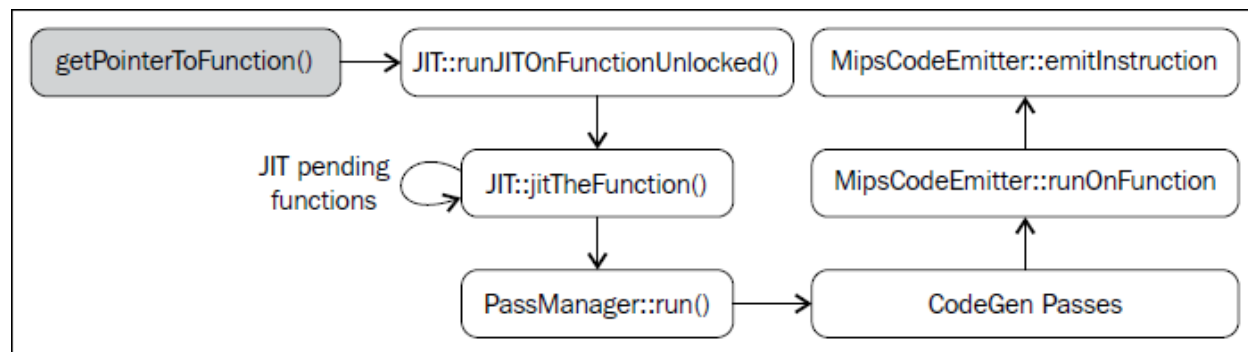 getPointerToFunction()
JIT::runJITOnFunctionUnlocked()
MipsCodeEmitter::emitInstruction
JIT pending
functions
JIT::jitTheFunction()
MipsCodeEmitter::runOnFunction
PassManager::run()
CodeGen Passes